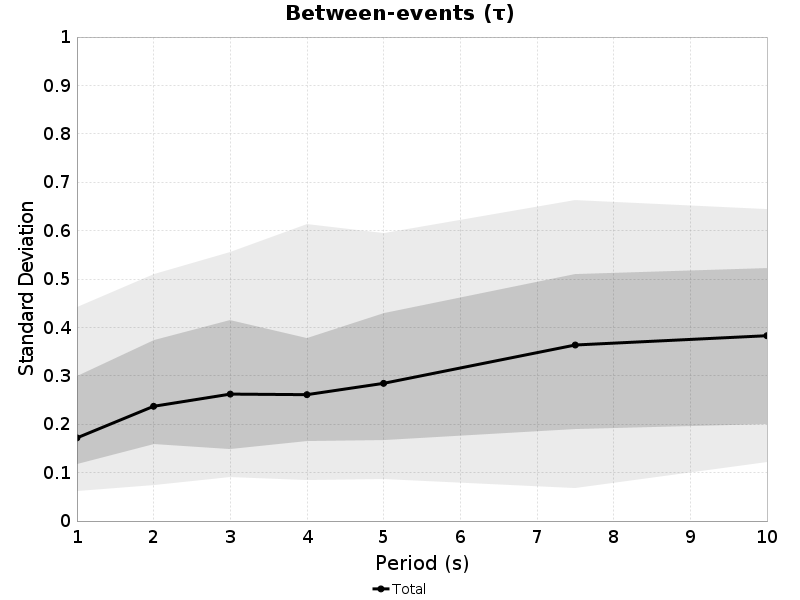 Between-events (τ)
1
0.9
0.8
0.7
0.6
0.5
0.4
0.3
0.2
0.1
0
Standard Deviation
1 2 3 4 5 6 7 8 9 10
Period (s)
Total